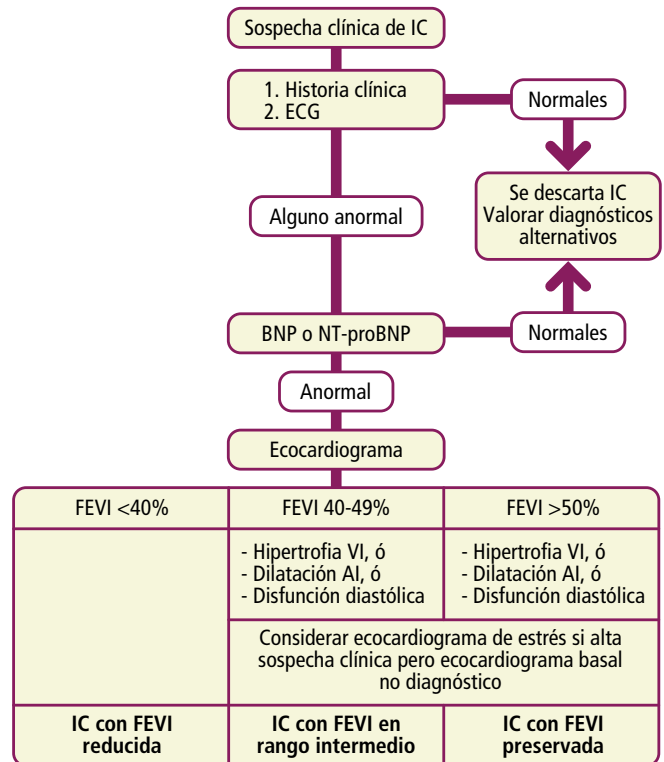 Sospecha clínica de IC
1. Historia clínica
2. ECG
Normales
Se descarta IC
Valorar diagnósticos
alternativos
Alguno anormal
BNP o NT-proBNP
Normales
Anormal
Ecocardiograma
FEVI <40%
FEVI 40-49%
FEVI >50%
- Hipertrofia VI, ó
- Dilatación AI, ó
- Disfunción diastólica
- Hipertrofia VI, ó
- Dilatación AI, ó
- Disfunción diastólica
Considerar ecocardiograma de estrés si alta
sospecha clínica pero ecocardiograma basal
no diagnóstico
IC con FEVI
reducida
IC con FEVI en
rango intermedio
IC con FEVI
preservada